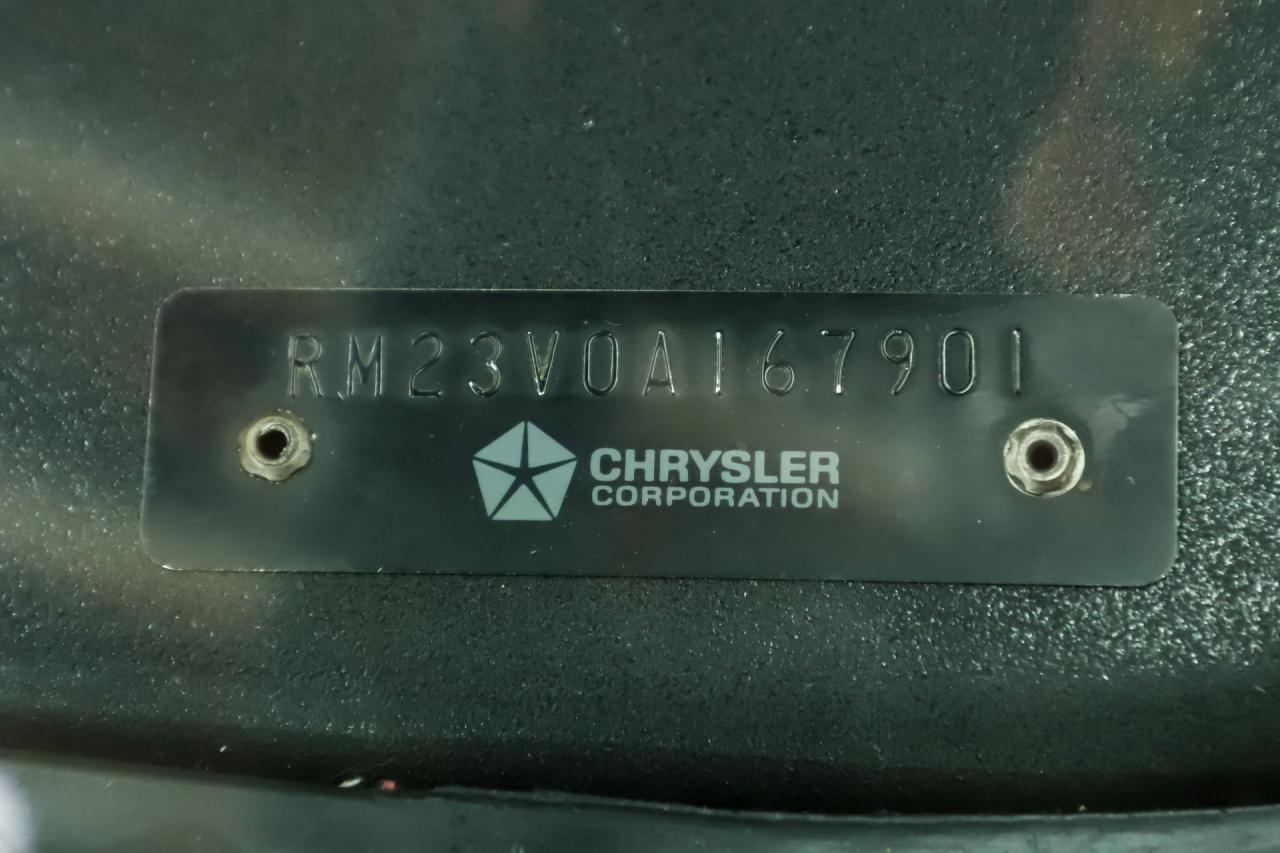 RM23V0A167901
CHRYSLER
CORPORATION